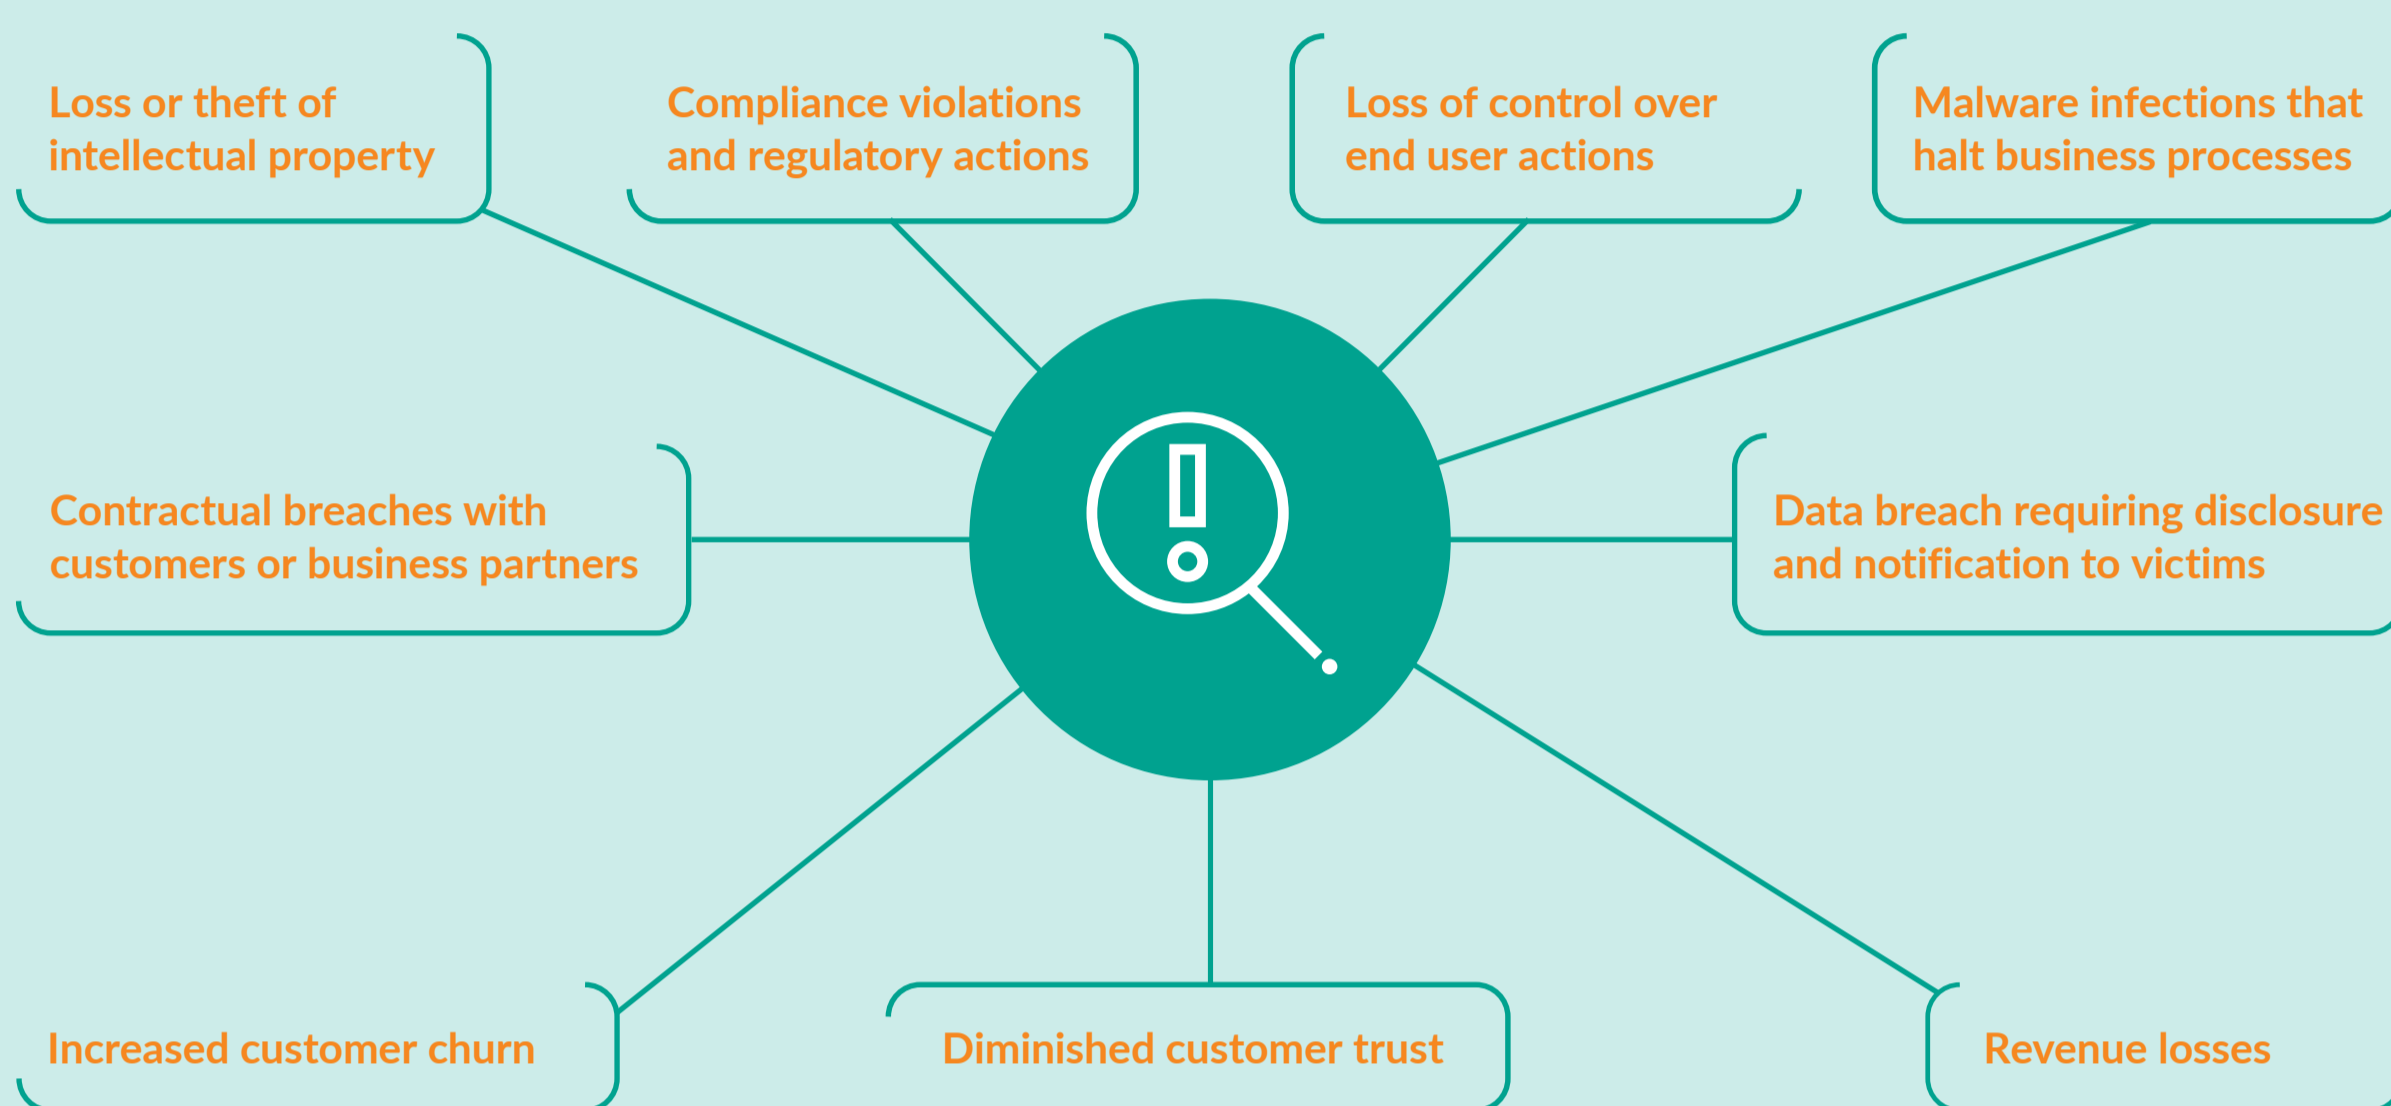 Loss or theft of
intellectual property
Compliance violations
and regulatory actions
Loss of control over
end user actions
Malware infections that
halt business processes
Contractual breaches with
customers or business partners
Data breach requiring disclosure
and notification to victims
Increased customer churn
Diminished customer trust
Revenue losses